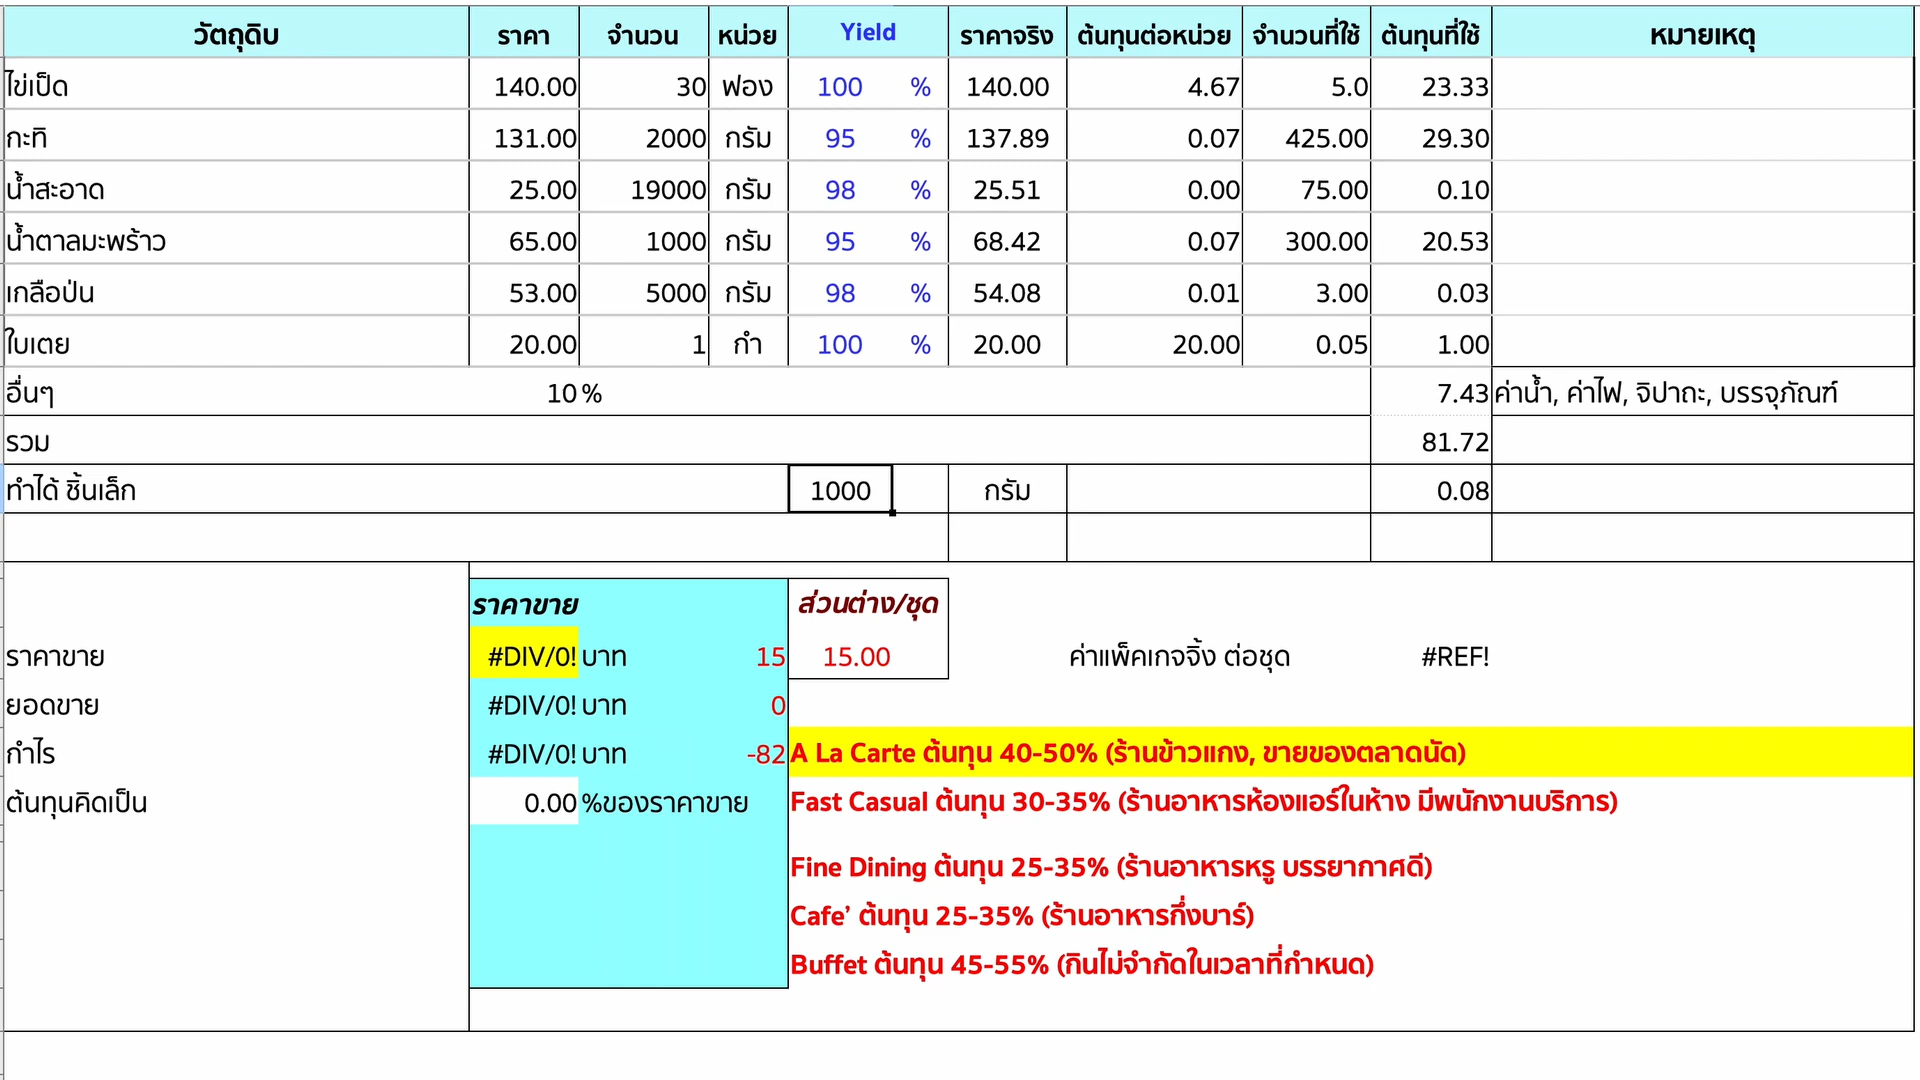 วัตถุดิบ ราคา จำนวน หน่วย Yield ราคาจริง ต้นทุนต่อหน่วย จำนวนที่ใช้ ต้นทุนที่ใช้ หมายเหตุ
ไข่เป็ด 140.00 30 ฟอง 100 % 140.00 4.67 5.0 23.33
กะทิ 131.00 2000 กรัม 95 % 137.89 0.07 425.00 29.30
น้ำสะอาด 25.00 19000 กรัม 98 % 25.51 0.00 75.00 0.10
น้ำตาลมะพร้าว 65.00 1000 กรัม 95 % 68.42 0.07 300.00 20.53
เกลือป่น 53.00 5000 กรัม 98 % 54.08 0.01 3.00 0.03
ใบเตย 20.00 1 กำ 100 % 20.00 20.00 0.05 1.00
อื่นๆ 10 % 7.43 ค่าน้ำ, ค่าไฟ, จิปาถะ, บรรจุภัณฑ์
รวม 81.72
ทำได้ ชิ้นเล็ก 1000 กรัม 0.08
ราคาขาย ส่วนต่าง/ชุด
ราคาขาย #DIV/0! บาท 15 15.00 ค่าแพ็คเกจจิ้ง ต่อชุด #REF!
ยอดขาย #DIV/0! บาท 0
กำไร #DIV/0! บาท -82 A La Carte ต้นทุน 40-50% (ร้านข้าวแกง, ขายของตลาดนัด)
ต้นทุนคิดเป็น 0.00 %ของราคาขาย Fast Casual ต้นทุน 30-35% (ร้านอาหารห้องแอร์ในห้าง มีพนักงานบริการ)
Fine Dining ต้นทุน 25-35% (ร้านอาหารหรู บรรยากาศดี)
Cafe’ ต้นทุน 25-35% (ร้านอาหารกึ่งบาร์)
Buffet ต้นทุน 45-55% (กินไม่จำกัดในเวลาที่กำหนด)